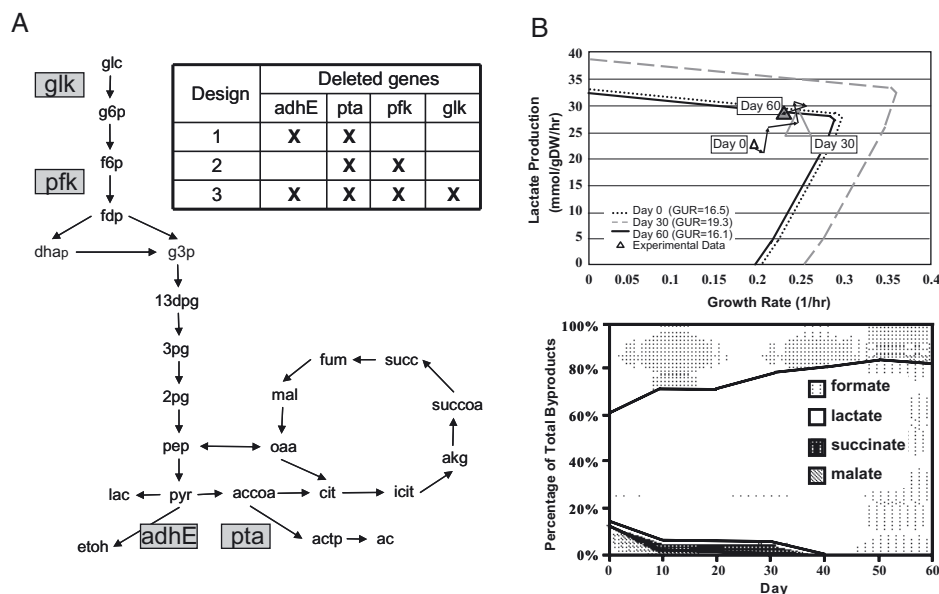 A
glc
glk
g6p
f6p
pfk
fdp
dhap
g3p
13dpg
3pg
2pg
pep
oaa
mal
fum
succ
succoa
akg
icit
cit
accoa
pyr
lac
etoh
adhE
pta
actp
ac
Design
Deleted genes
adhE pta pfk glk
1 X X
2 X X
3 X X X X
B
Lactate Production
(mmol/gDW/hr)
40
35
30
25
20
15
10
5
0
Day 60
Day 0
Day 30
Day 0 (GUR=16.5)
Day 30 (GUR=19.3)
Day 60 (GUR=16.1)
Experimental Data
0 0.05 0.1 0.15 0.2 0.25 0.3 0.35 0.4
Growth Rate (1/hr)
Percentage of Total Byproducts
100%
80%
60%
40%
20%
0%
formate
lactate
succinate
malate
0 10 20 30 40 50 60
Day